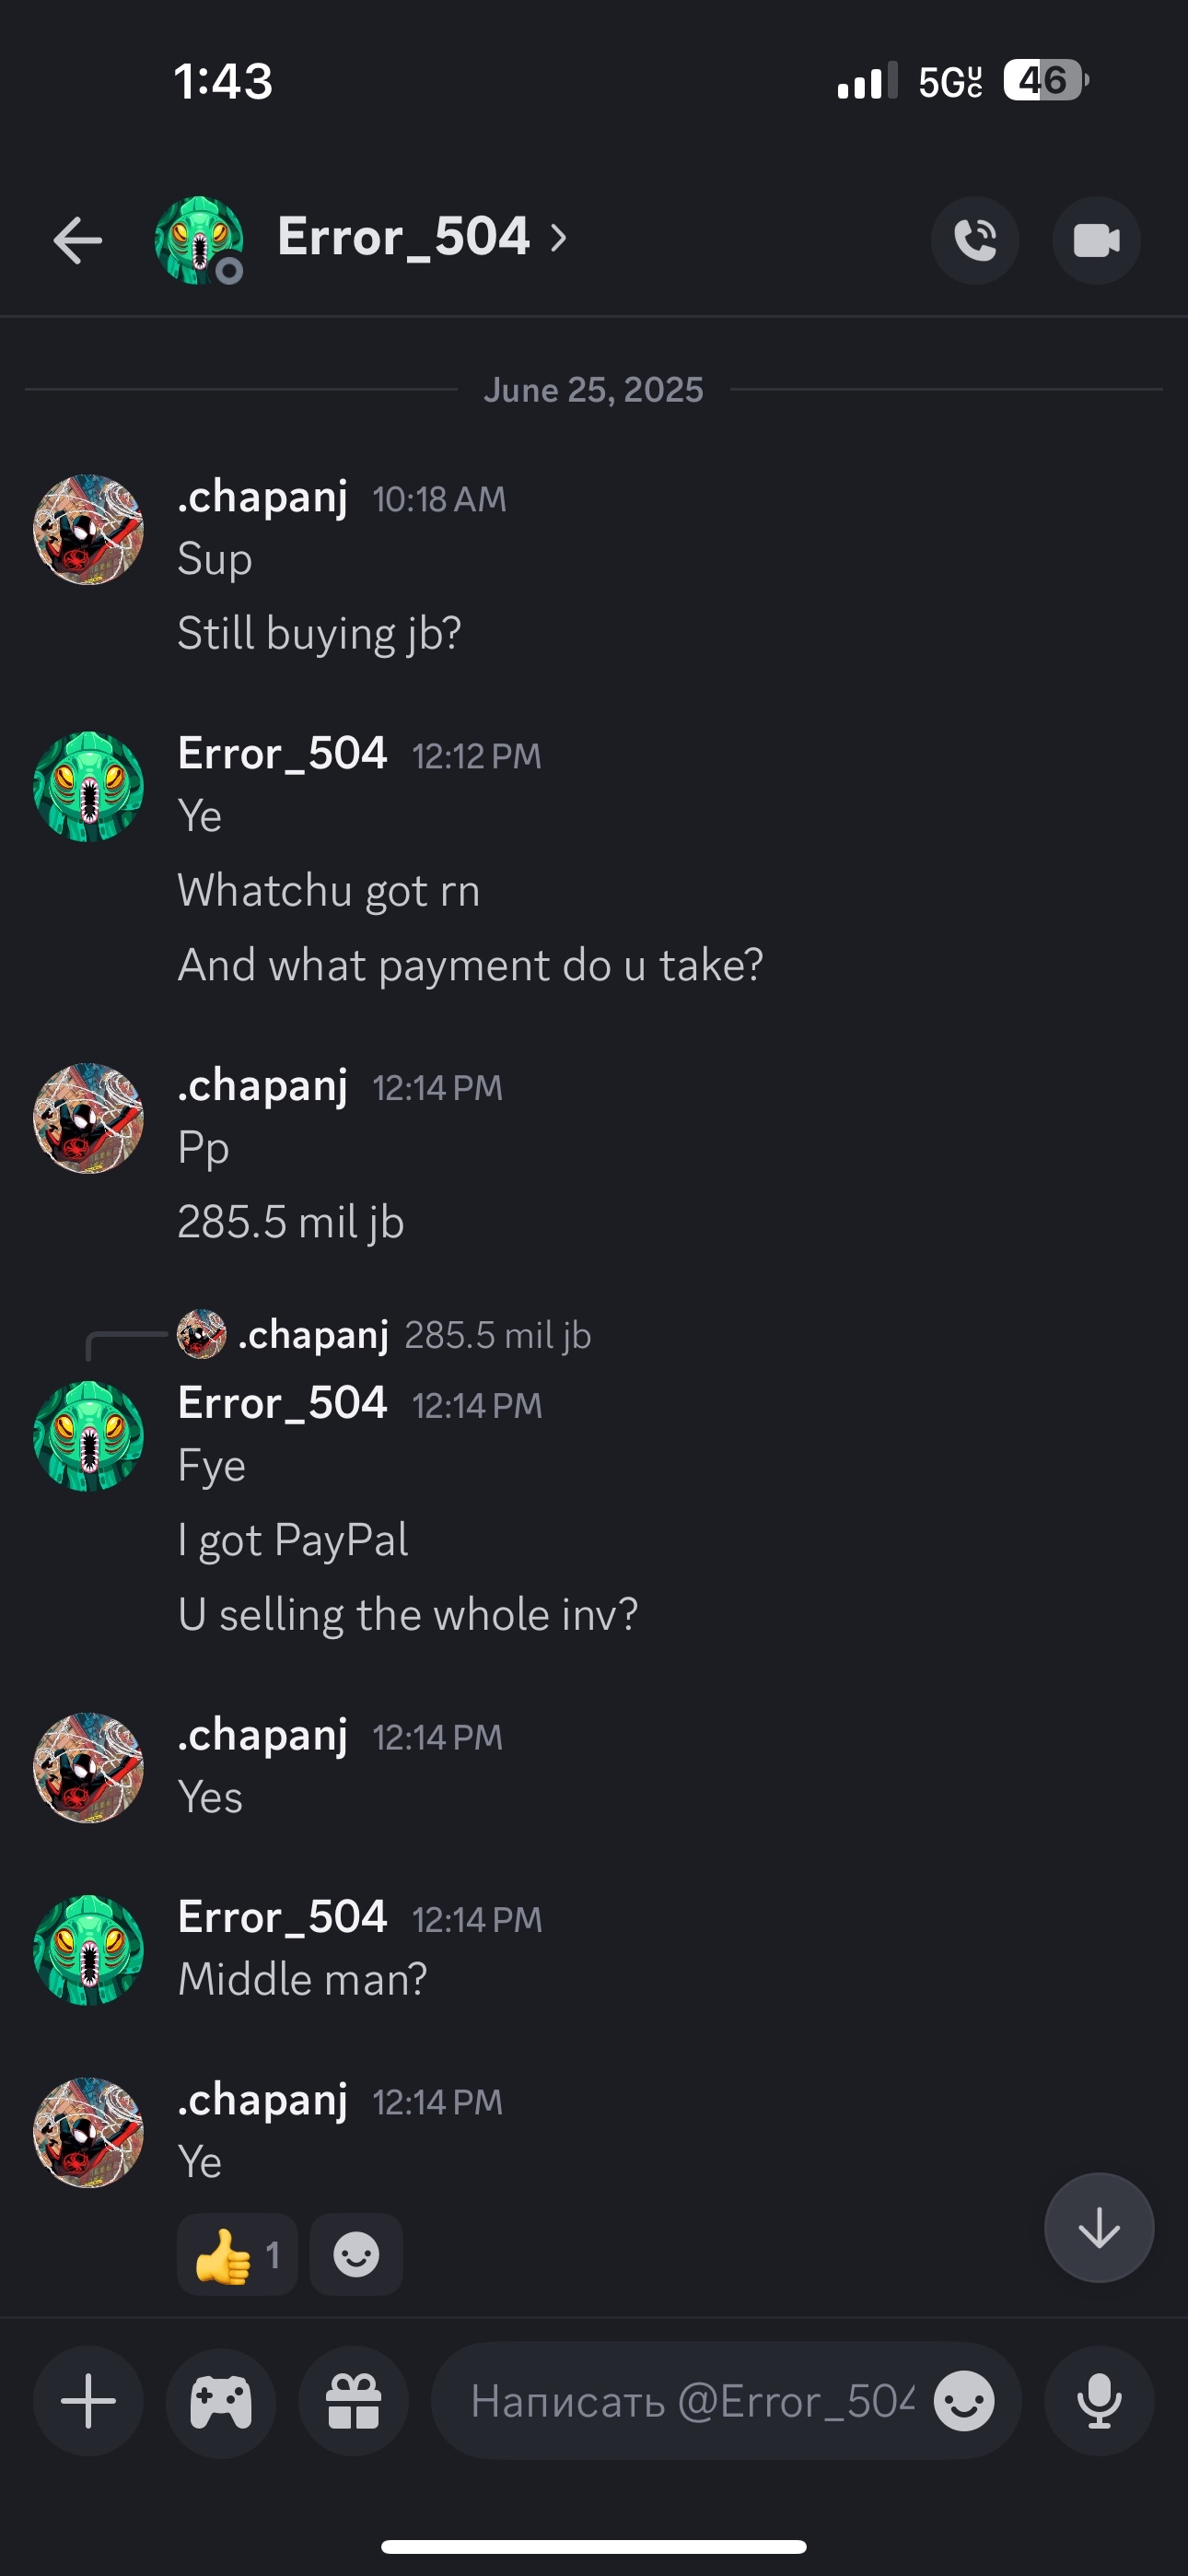 1:43 5G UC 46
Error_504
June 25, 2025
.chapanj 10:18 AM
Sup
Still buying jb?
Error_504 12:12 PM
Ye
Whatchu got rn
And what payment do u take?
.chapanj 12:14 PM
Pp
285.5 mil jb
.chapanj 285.5 mil jb
Error_504 12:14 PM
Fye
I got PayPal
U selling the whole inv?
.chapanj 12:14 PM
Yes
Error_504 12:14 PM
Middle man?
.chapanj 12:14 PM
Ye
👍 1
Написать @Error_504